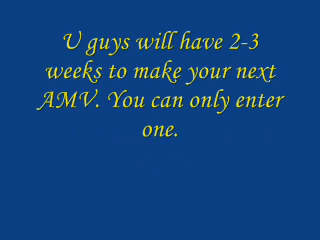 U guys will have 2-3
weeks to make your next
AMV. You can only enter
one.